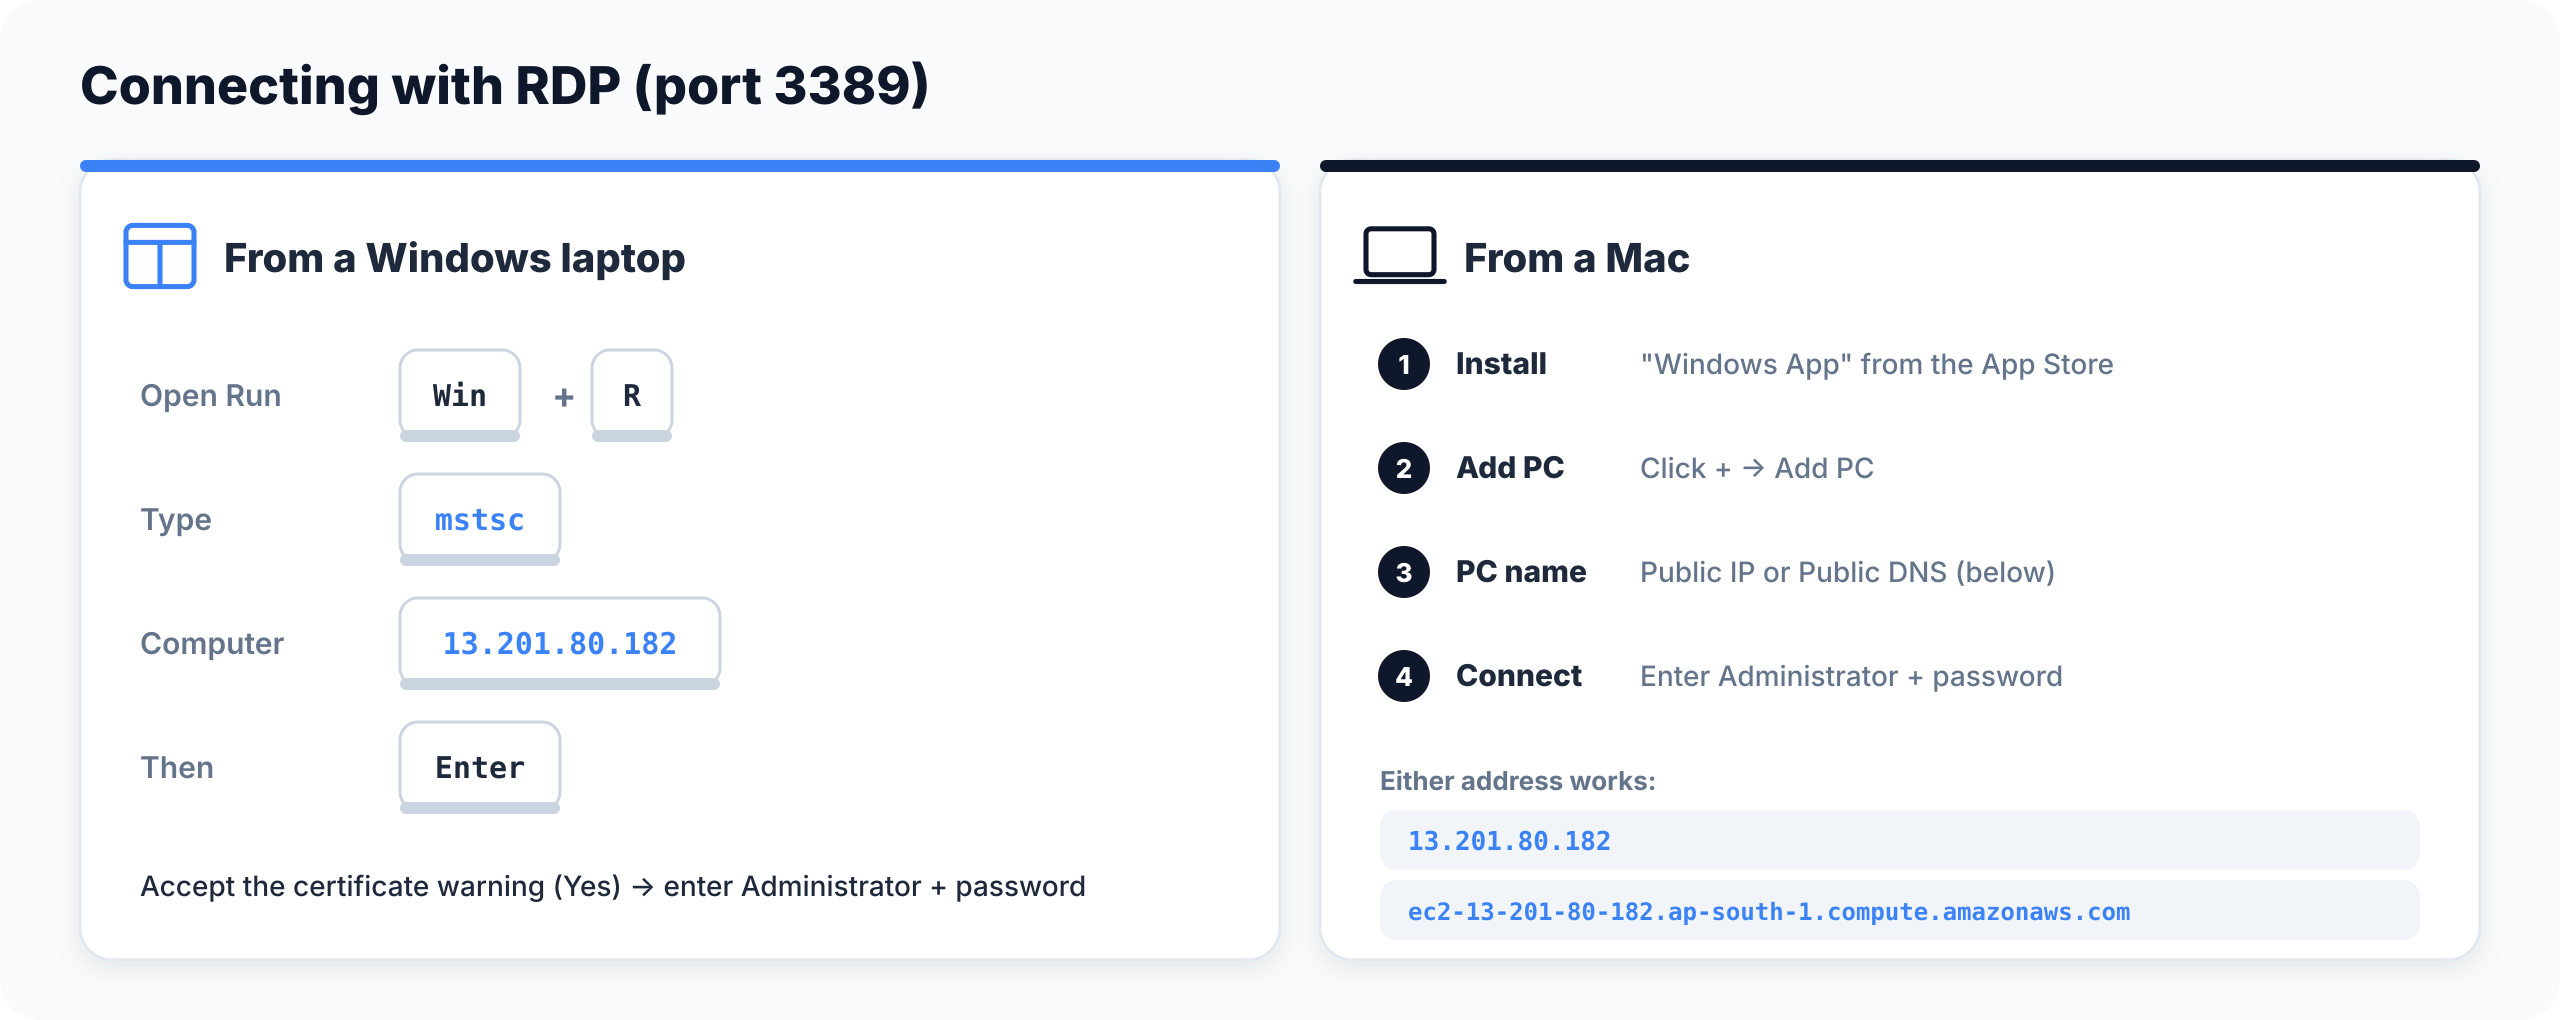 Connecting with RDP (port 3389)
From a Windows laptop
Open Run Win + R
Type mstsc
Computer 13.201.80.182
Then Enter
Accept the certificate warning (Yes) → enter Administrator + password
From a Mac
1 Install "Windows App" from the App Store
2 Add PC Click + → Add PC
3 PC name Public IP or Public DNS (below)
4 Connect Enter Administrator + password
Either address works:
13.201.80.182
ec2-13-201-80-182.ap-south-1.compute.amazonaws.com